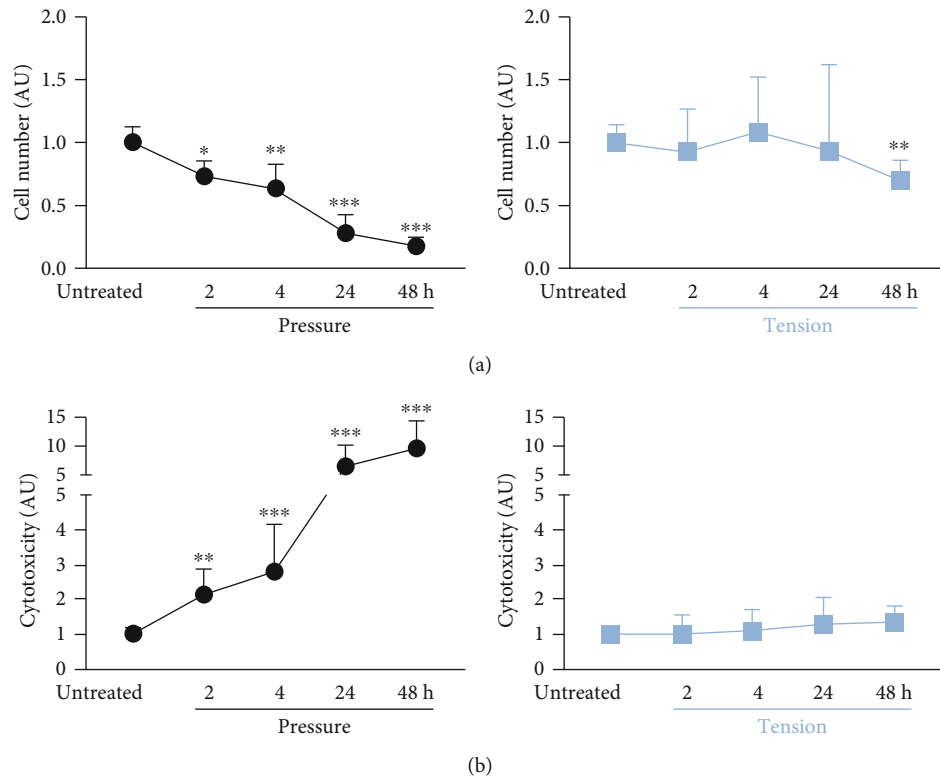 2.0
1.5
1.0
0.5
0.0
Cell number (AU)
*
**
***
***
Untreated 2 4 24 48 h
Pressure
2.0
1.5
1.0
0.5
0.0
Cell number (AU)
**
Untreated 2 4 24 48 h
Tension
(a)
15
10
5
5
4
3
2
1
0
Cytotoxicity (AU)
**
***
***
***
Untreated 2 4 24 48 h
Pressure
15
10
5
5
4
3
2
1
0
Cytotoxicity (AU)
Untreated 2 4 24 48 h
Tension
(b)